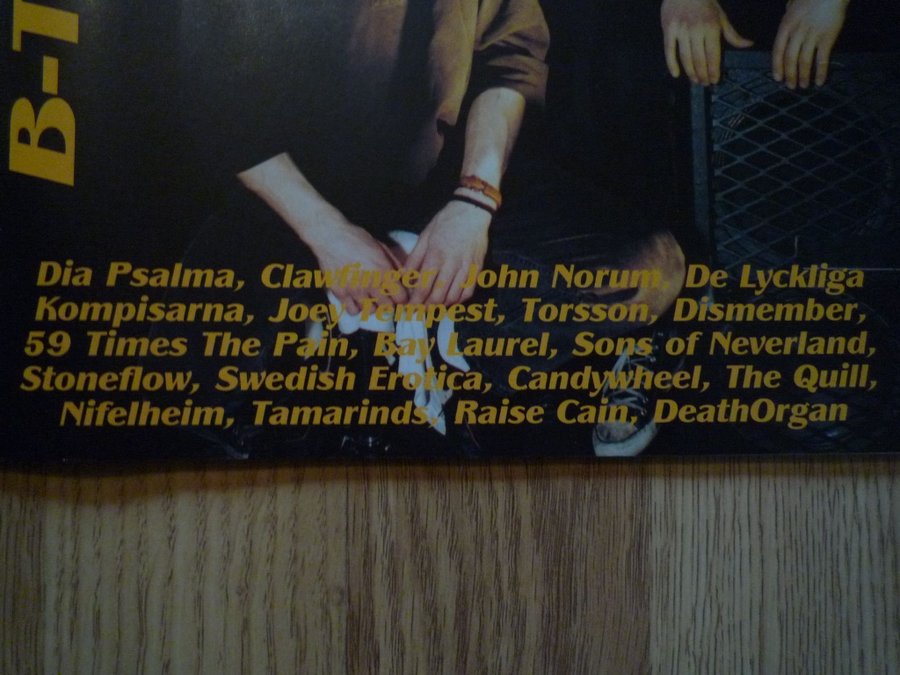 B-T
Dia Psalma, Clawfinger, John Norum, De Lyckliga
Kompisarna, Joey Tempest, Torsson, Dismember,
59 Times The Pain, Bay Laurel, Sons of Neverland,
Stoneflow, Swedish Erotica, Candywheel, The Quill,
Nifelheim, Tamarinds, Raise Cain, DeathOrgan